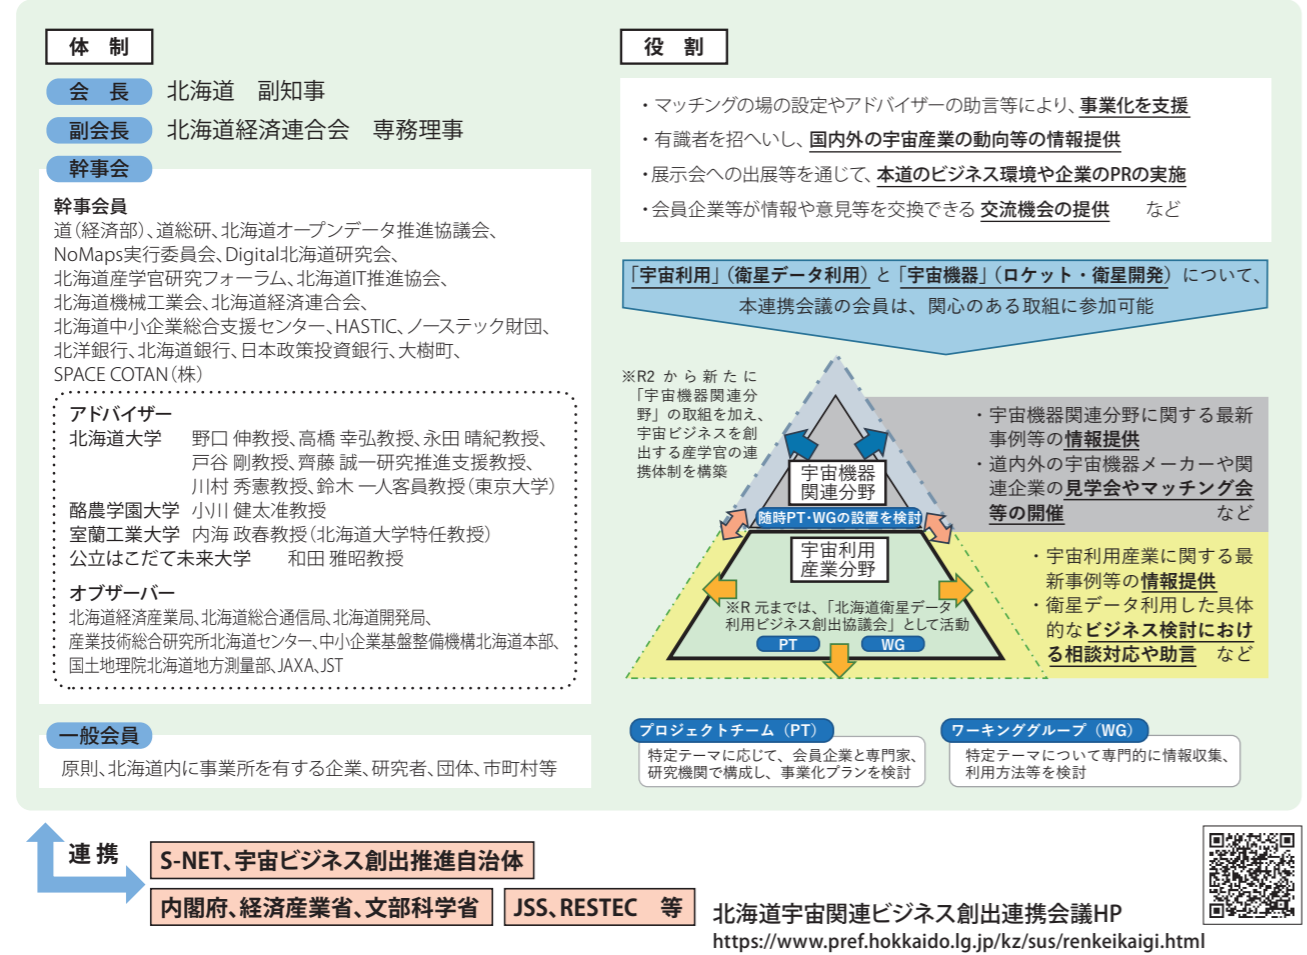 体 制
会 長 北海道 副知事
副会長 北海道経済連合会 専務理事
幹事会
幹事会員
道(経済部)、道総研、北海道オープンデータ推進協議会、
NoMaps実行委員会、Digital北海道研究会、
北海道産学官研究フォーラム、北海道IT推進協会、
北海道機械工業会、北海道経済連合会、
北海道中小企業総合支援センター、HASTIC、ノーステック財団、
北洋銀行、北海道銀行、日本政策投資銀行、大樹町、
SPACE COTAN(株)
アドバイザー
北海道大学 野口 伸教授、高橋 幸弘教授、永田 晴紀教授、
戸谷 剛教授、齊藤 誠一研究推進支援教授、
川村 秀憲教授、鈴木 一人客員教授(東京大学)
酪農学園大学 小川 健太准教授
室蘭工業大学 内海 政春教授(北海道大学特任教授)
公立はこだて未来大学 和田 雅昭教授
オブザーバー
北海道経済産業局、北海道総合通信局、北海道開発局、
産業技術総合研究所北海道センター、中小企業基盤整備機構北海道本部、
国土地理院北海道地方測量部、JAXA、JST
一般会員
原則、北海道内に事業所を有する企業、研究者、団体、市町村等
役 割
・マッチングの場の設定やアドバイザーの助言等により、事業化を支援
・有識者を招へいし、国内外の宇宙産業の動向等の情報提供
・展示会への出展等を通じて、本道のビジネス環境や企業のPRの実施
・会員企業等が情報や意見等を交換できる 交流機会の提供 など
「宇宙利用」(衛星データ利用)と「宇宙機器」(ロケット・衛星開発)について、
本連携会議の会員は、関心のある取組に参加可能
※R2 から新たに
「宇宙機器関連分
野」の取組を加え、
宇宙ビジネスを創
出する産学官の連
携体制を構築
宇宙機器
関連分野
随時PT・WGの設置を検討
宇宙利用
産業分野
※R 元までは、「北海道衛星データ
利用ビジネス創出協議会」として活動
PT WG
・宇宙機器関連分野に関する最新
事例等の情報提供
・道内外の宇宙機器メーカーや関
連企業の見学会やマッチング会
等の開催 など
・宇宙利用産業に関する最
新事例等の情報提供
・衛星データ利用した具体
的なビジネス検討におけ
る相談対応や助言 など
プロジェクトチーム(PT)
特定テーマに応じて、会員企業と専門家、
研究機関で構成し、事業化プランを検討
ワーキンググループ(WG)
特定テーマについて専門的に情報収集、
利用方法等を検討
連 携
S-NET、宇宙ビジネス創出推進自治体
内閣府、経済産業省、文部科学省
JSS、RESTEC 等
北海道宇宙関連ビジネス創出連携会議HP
https://www.pref.hokkaido.lg.jp/kz/sus/renkeikaigi.html